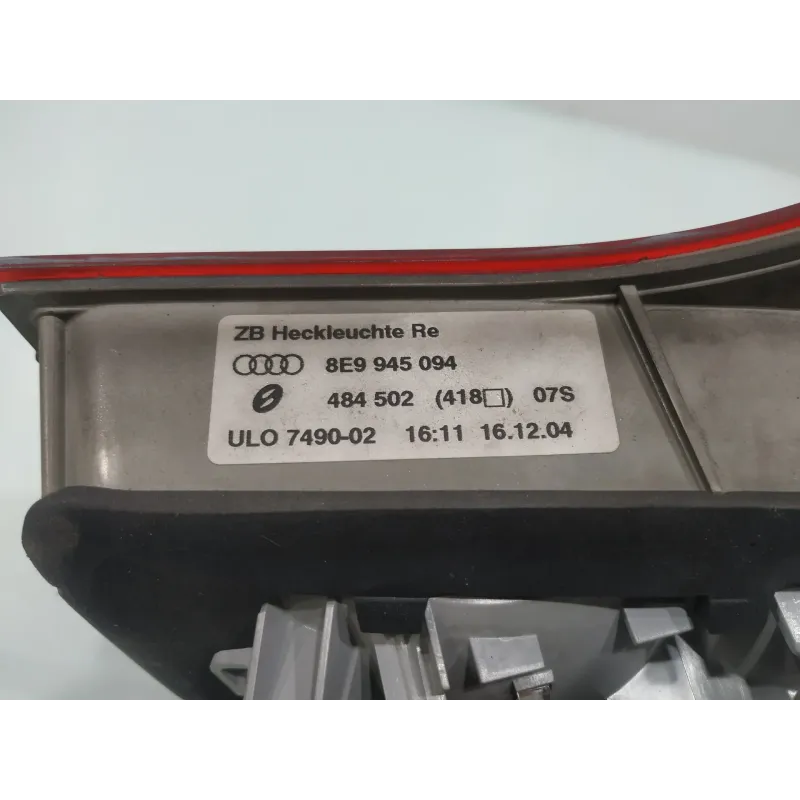 ZB Heckleuchte Re
8E9 945 094
484 502 (418□) 07S
ULO 7490-02 16:11 16.12.04